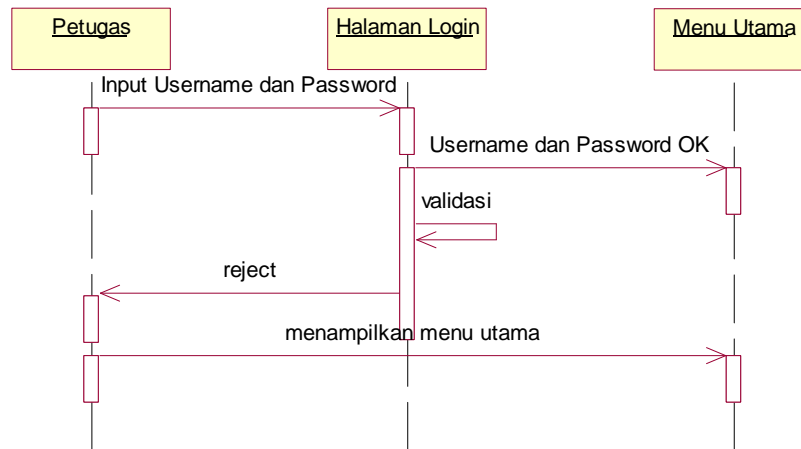 Petugas
Halaman Login
Menu Utama
Input Username dan Password
Username dan Password OK
validasi
reject
menampilkan menu utama